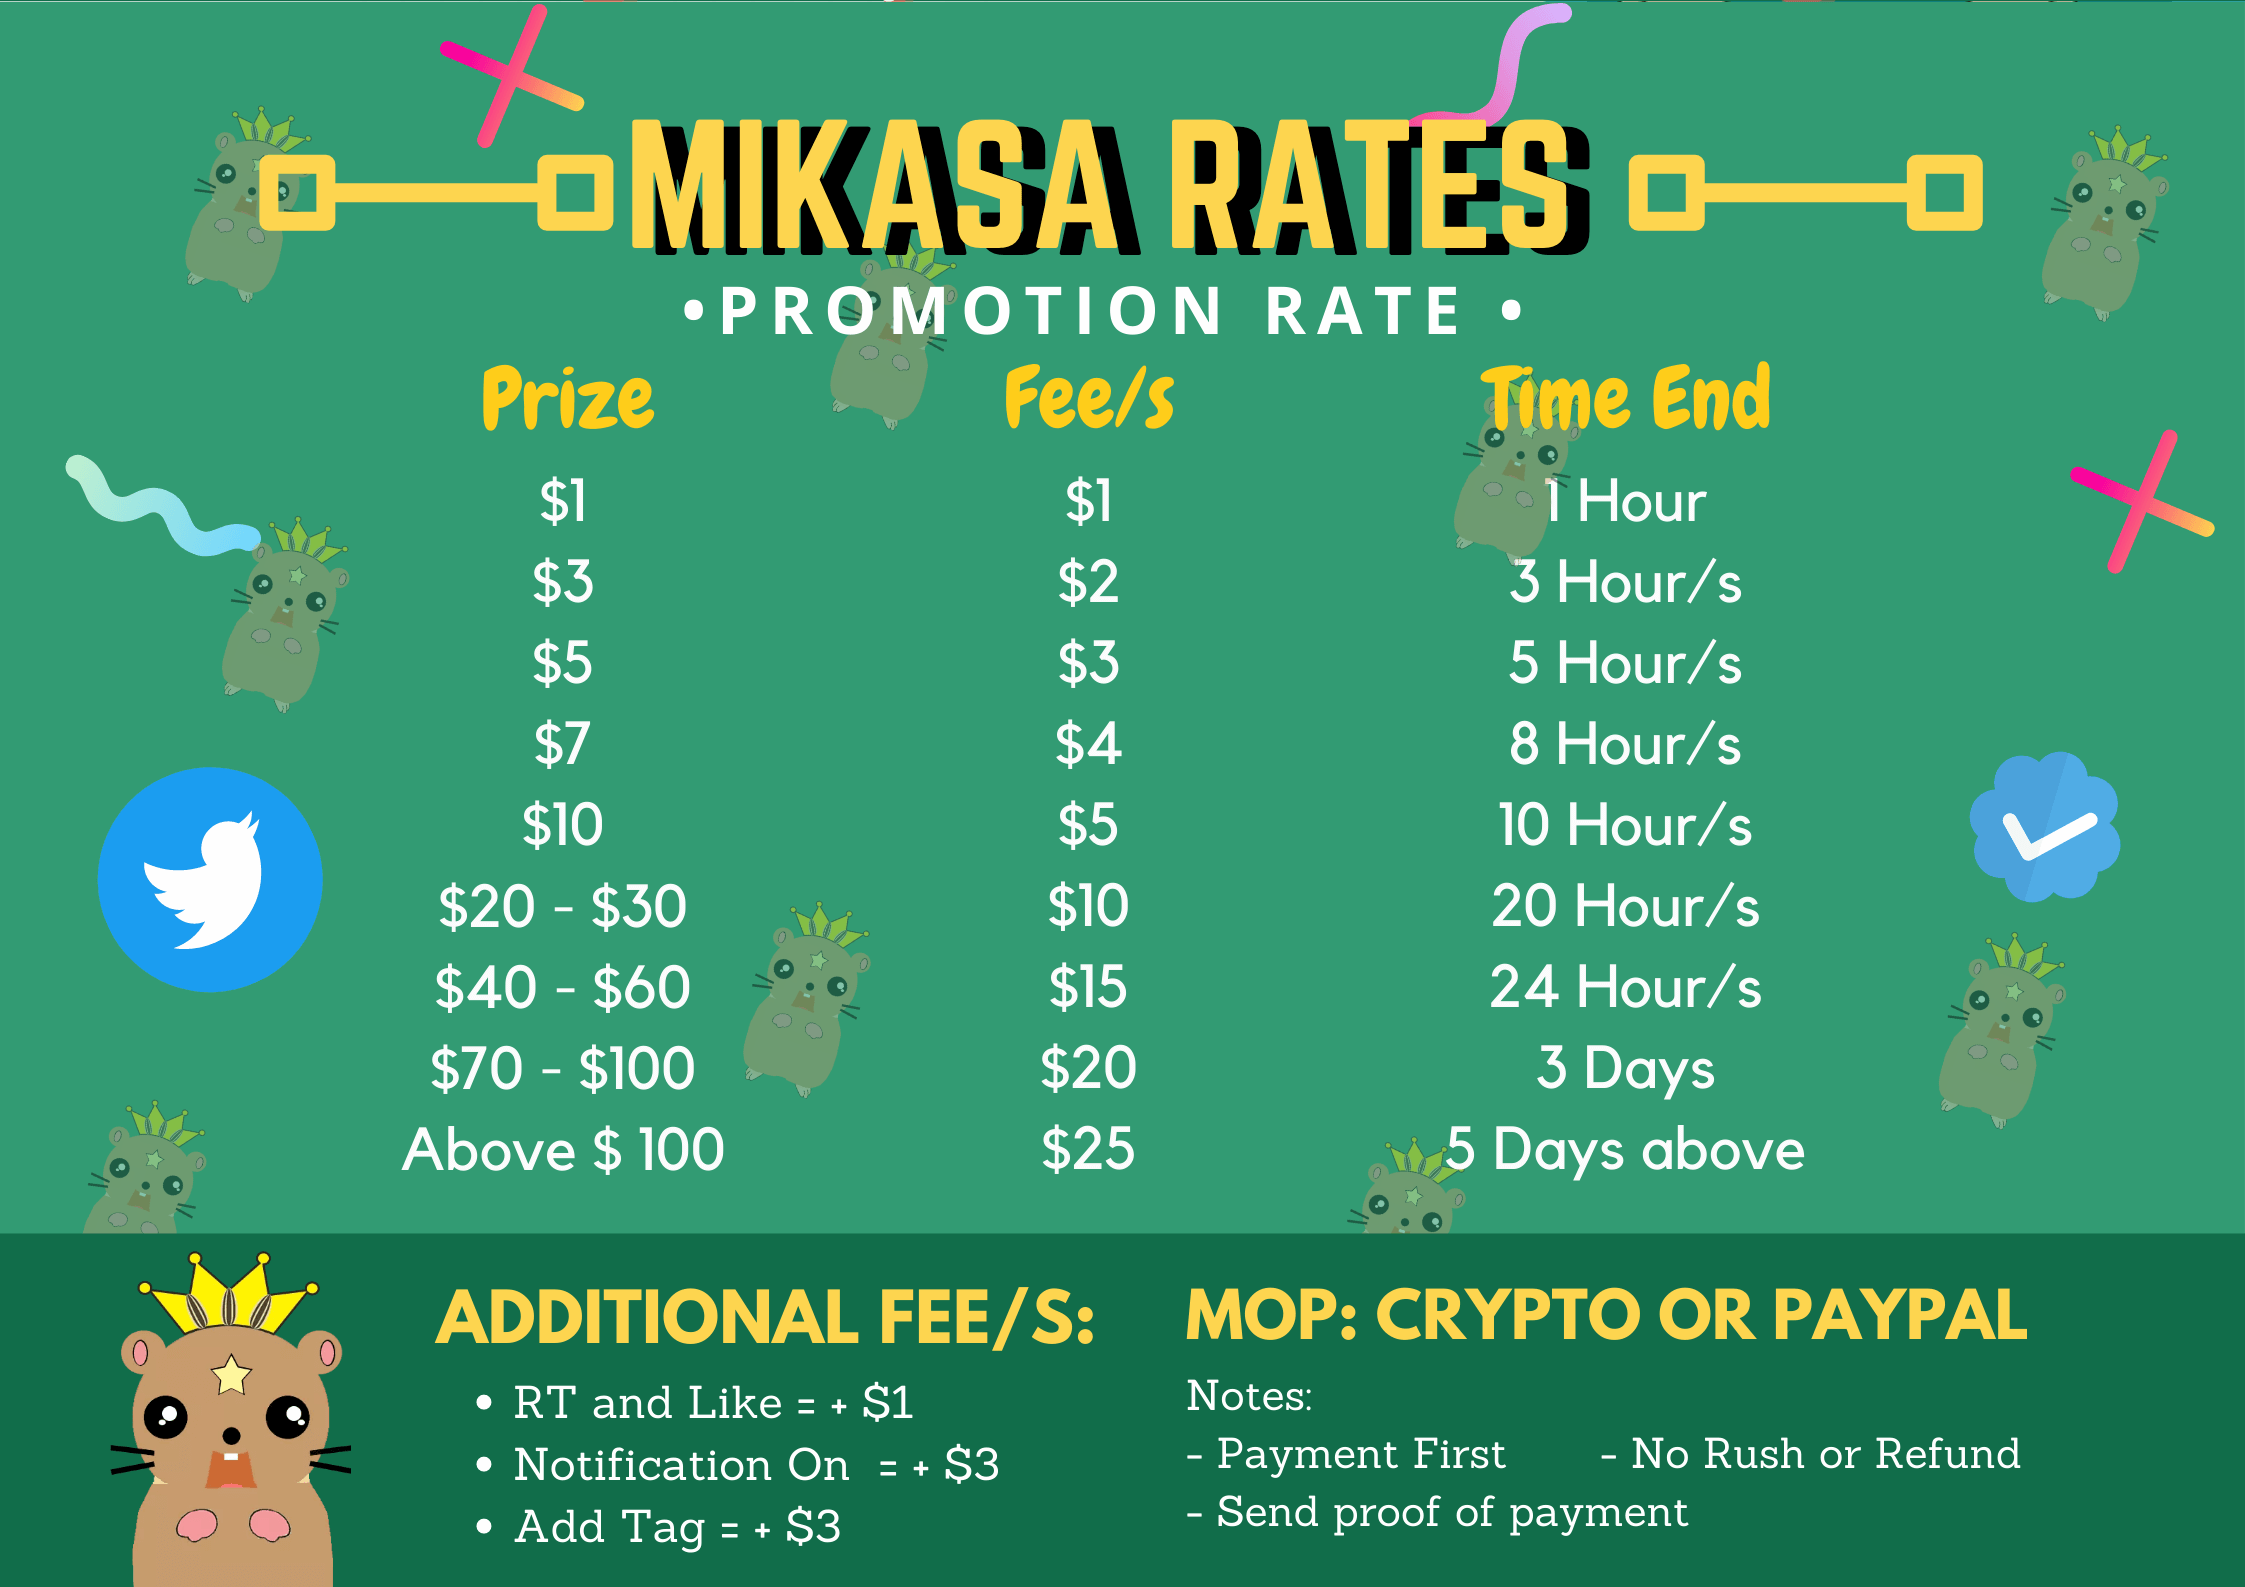 MIKASA RATES
•PROMOTION RATE •
Prize Fee/s Time End
$1 $1 1 Hour
$3 $2 3 Hour/s
$5 $3 5 Hour/s
$7 $4 8 Hour/s
$10 $5 10 Hour/s
$20 - $30 $10 20 Hour/s
$40 - $60 $15 24 Hour/s
$70 - $100 $20 3 Days
Above $ 100 $25 5 Days above
ADDITIONAL FEE/S:
• RT and Like = + $1
• Notification On = + $3
• Add Tag = + $3
MOP: CRYPTO OR PAYPAL
Notes:
- Payment First - No Rush or Refund
- Send proof of payment